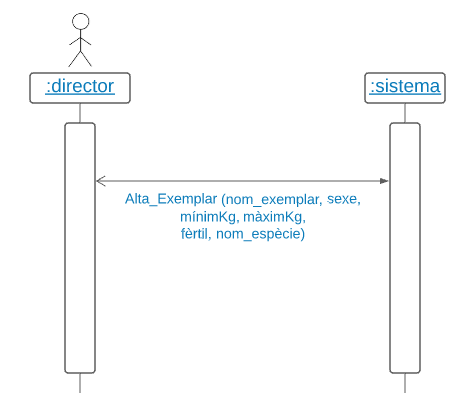 :director
:sistema
Alta_Exemplar (nom_exemplar, sexe,
mínimKg, màximKg,
fèrtil, nom_espècie)